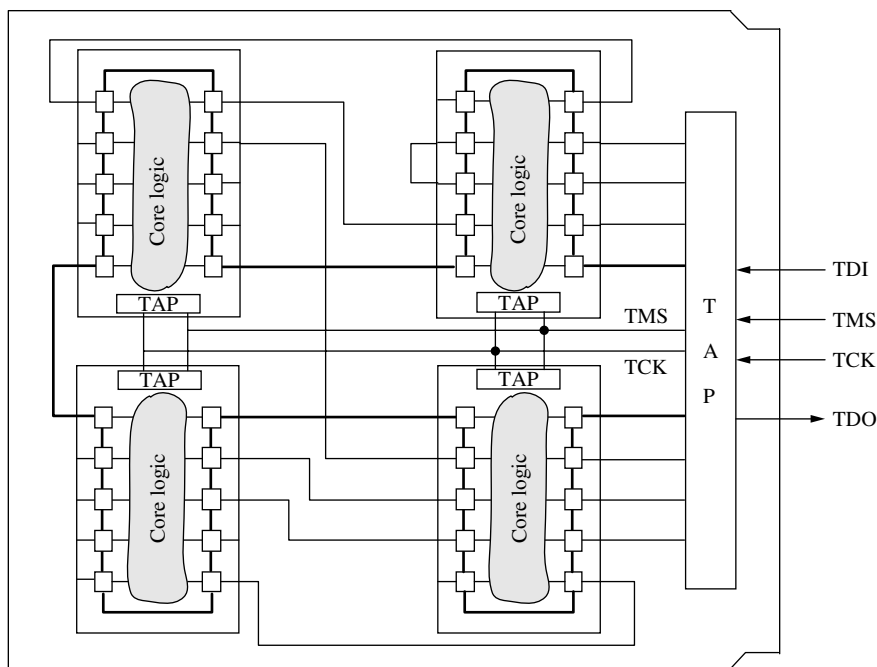 Core logic
Core logic
TAP
TAP
TMS
TCK
TAP
TAP
Core logic
Core logic
T
A
P
TDI
TMS
TCK
TDO